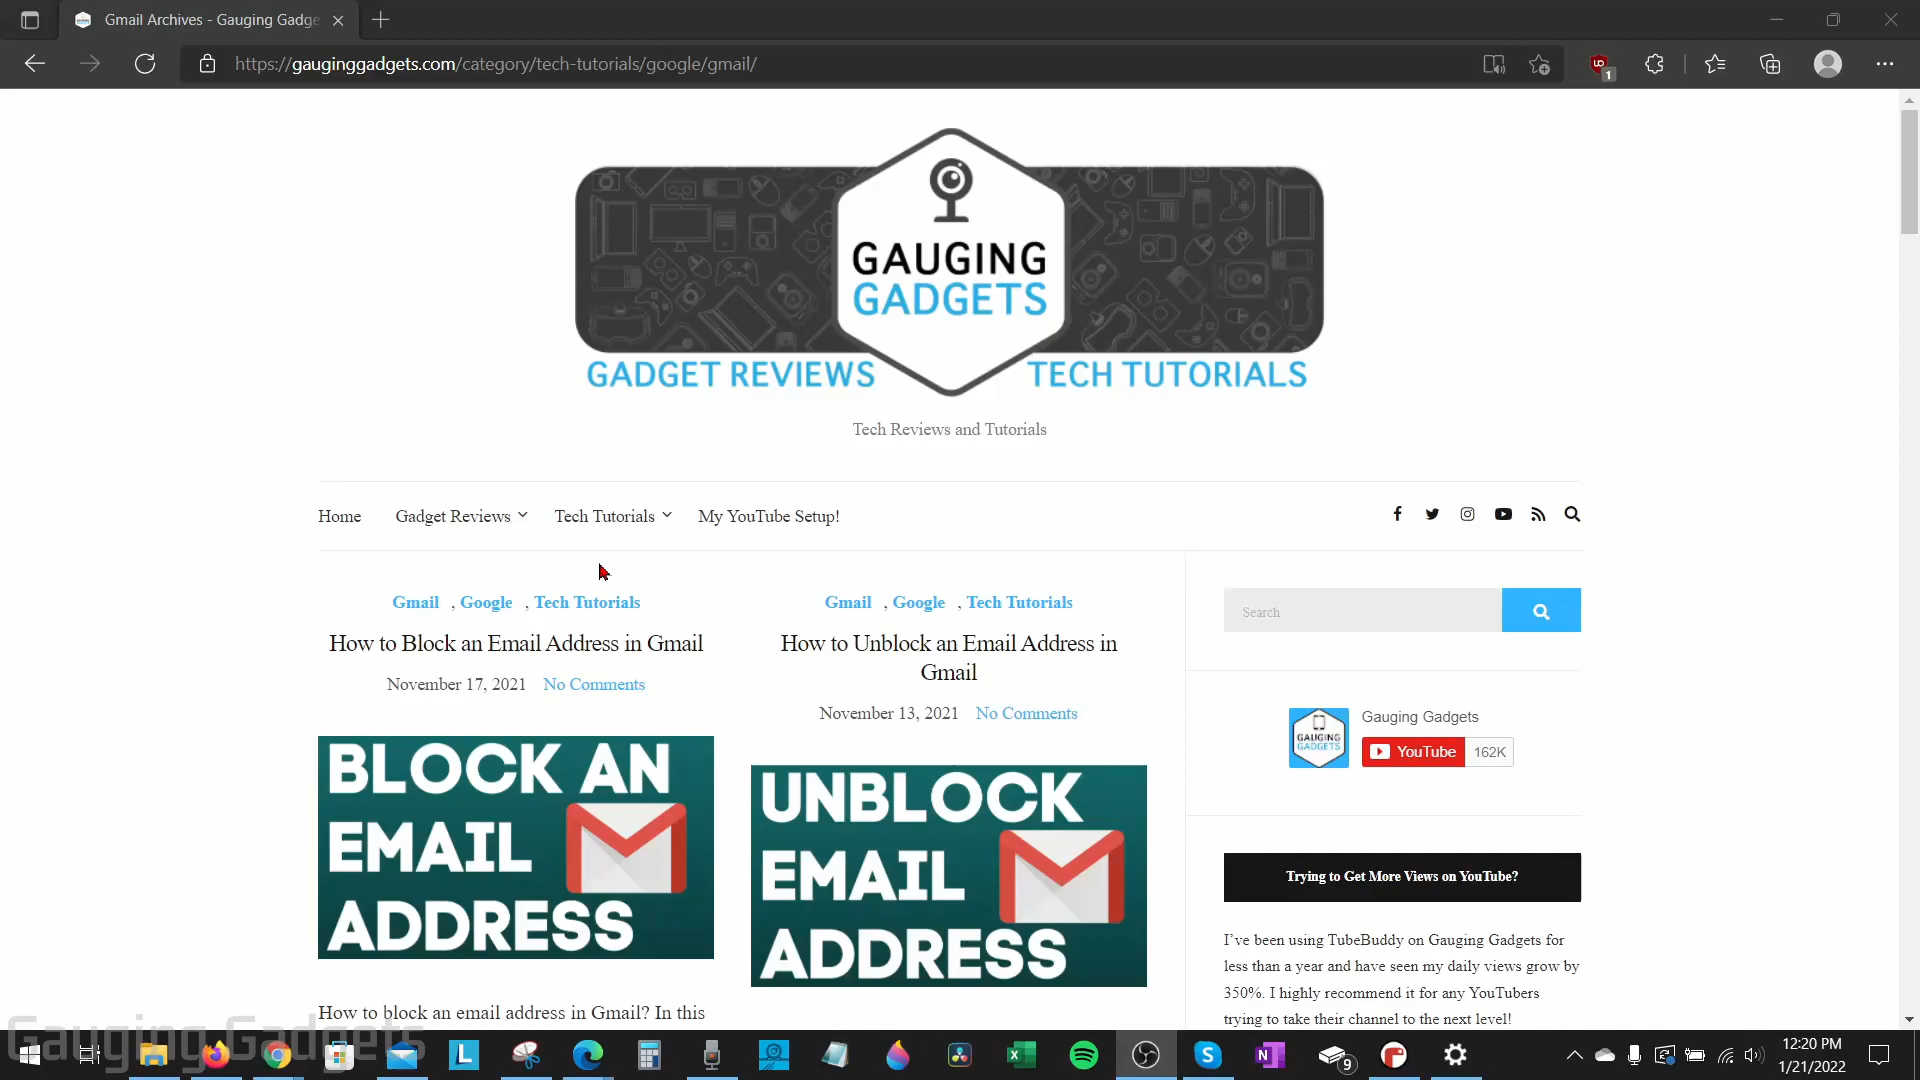 Gmail Archives - Gauging Gadge
https://gauginggadgets.com/category/tech-tutorials/google/gmail/
1
GAUGING
GADGETS
GADGET REVIEWS
TECH TUTORIALS
Tech Reviews and Tutorials
Home
Gadget Reviews
Tech Tutorials
My YouTube Setup!
Gmail , Google , Tech Tutorials
How to Block an Email Address in Gmail
November 17, 2021 No Comments
BLOCK AN
EMAIL
ADDRESS
How to block an email address in Gmail? In this
Gmail , Google , Tech Tutorials
How to Unblock an Email Address in
Gmail
November 13, 2021 No Comments
UNBLOCK
EMAIL
ADDRESS
Search
GAUGING
GADGETS
Gauging Gadgets
YouTube 162K
Trying to Get More Views on YouTube?
I've been using TubeBuddy on Gauging Gadgets for
less than a year and have seen my daily views grow by
350%. I highly recommend it for any YouTubers
trying to take their channel to the next level!
Gauging Gadgets
L
S
N
9
12:20 PM
1/21/2022